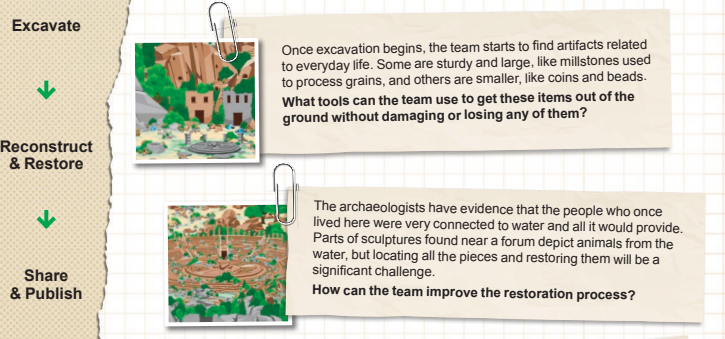 Excavate
Once excavation begins, the team starts to find artifacts related
to everyday life. Some are sturdy and large, like millstones used
to process grains, and others are smaller, like coins and beads.
What tools can the team use to get these items out of the
ground without damaging or losing any of them?
Reconstruct
& Restore
The archaeologists have evidence that the people who once
lived here were very connected to water and all it would provide.
Parts of sculptures found near a forum depict animals from the
water, but locating all the pieces and restoring them will be a
significant challenge.
How can the team improve the restoration process?
Share
& Publish